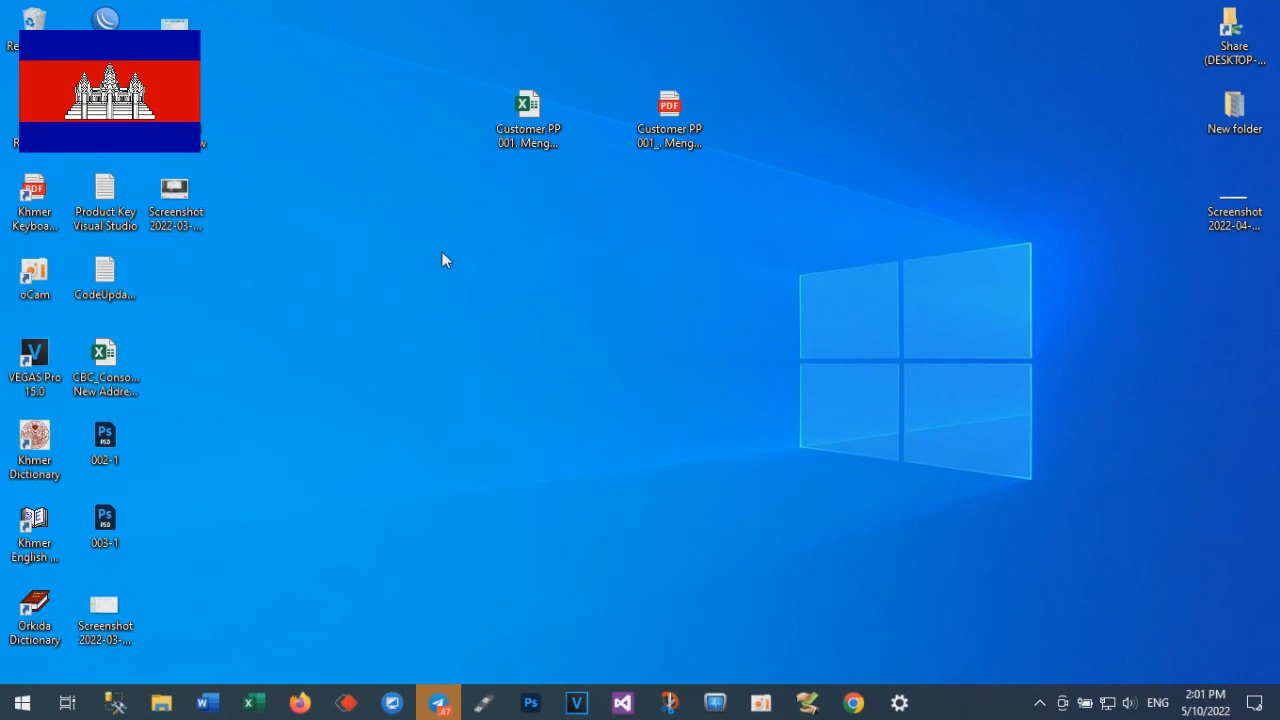 Share
(DESKTOP-...
Customer PP
001. Meng...
Customer PP
001_. Meng...
New folder
Khmer
Keyboa...
Product Key
Visual Studio
Screenshot
2022-03-...
Screenshot
2022-04-...
oCam
CodeUpda...
VEGAS Pro
15.0
CBC_Conso...
New Addre...
Khmer
Dictionary
002-1
Khmer
English ...
003-1
Orkida
Dictionary
Screenshot
2022-03-...
67
ENG
2:01 PM
5/10/2022